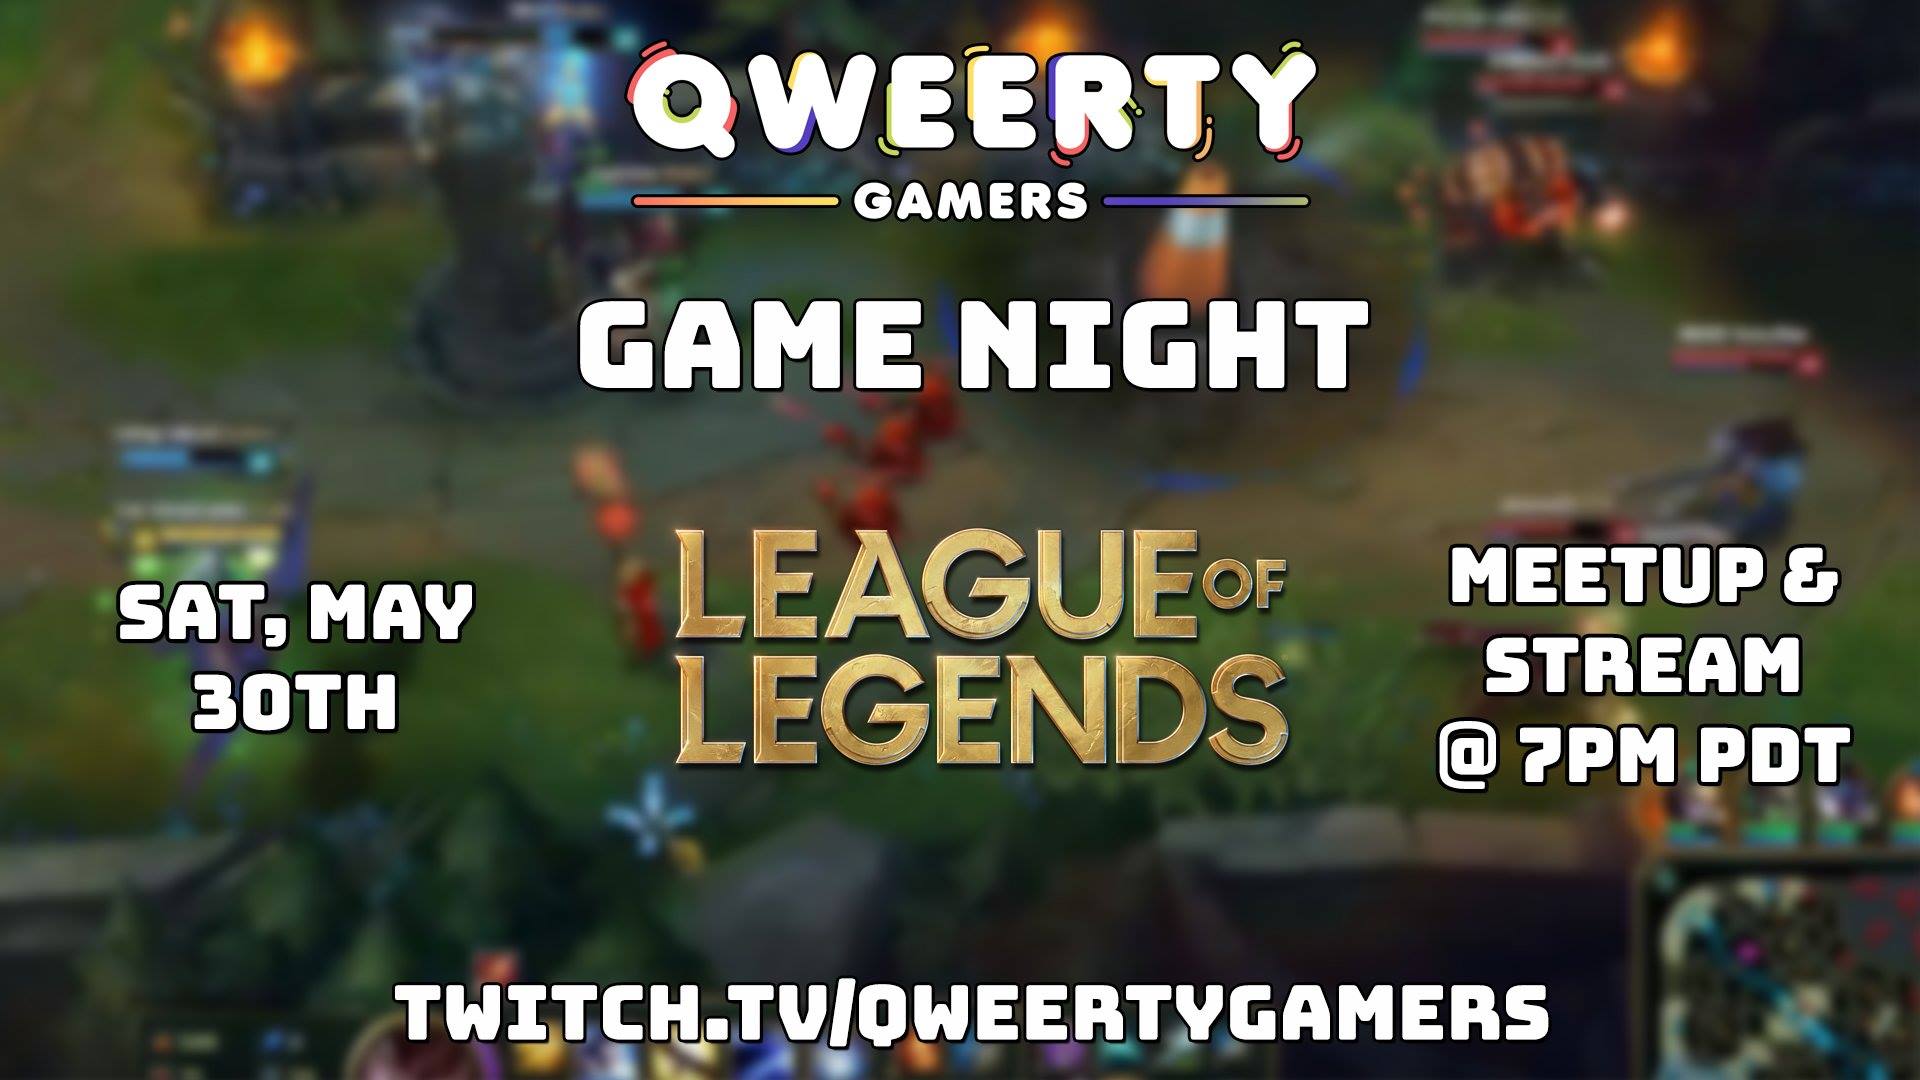 QWEERTY
GAMERS
GAME NIGHT
SAT, MAY
30TH
LEAGUE OF
LEGENDS
MEETUP &
STREAM
@ 7PM PDT
TWITCH.TV/QWEERTYGAMERS